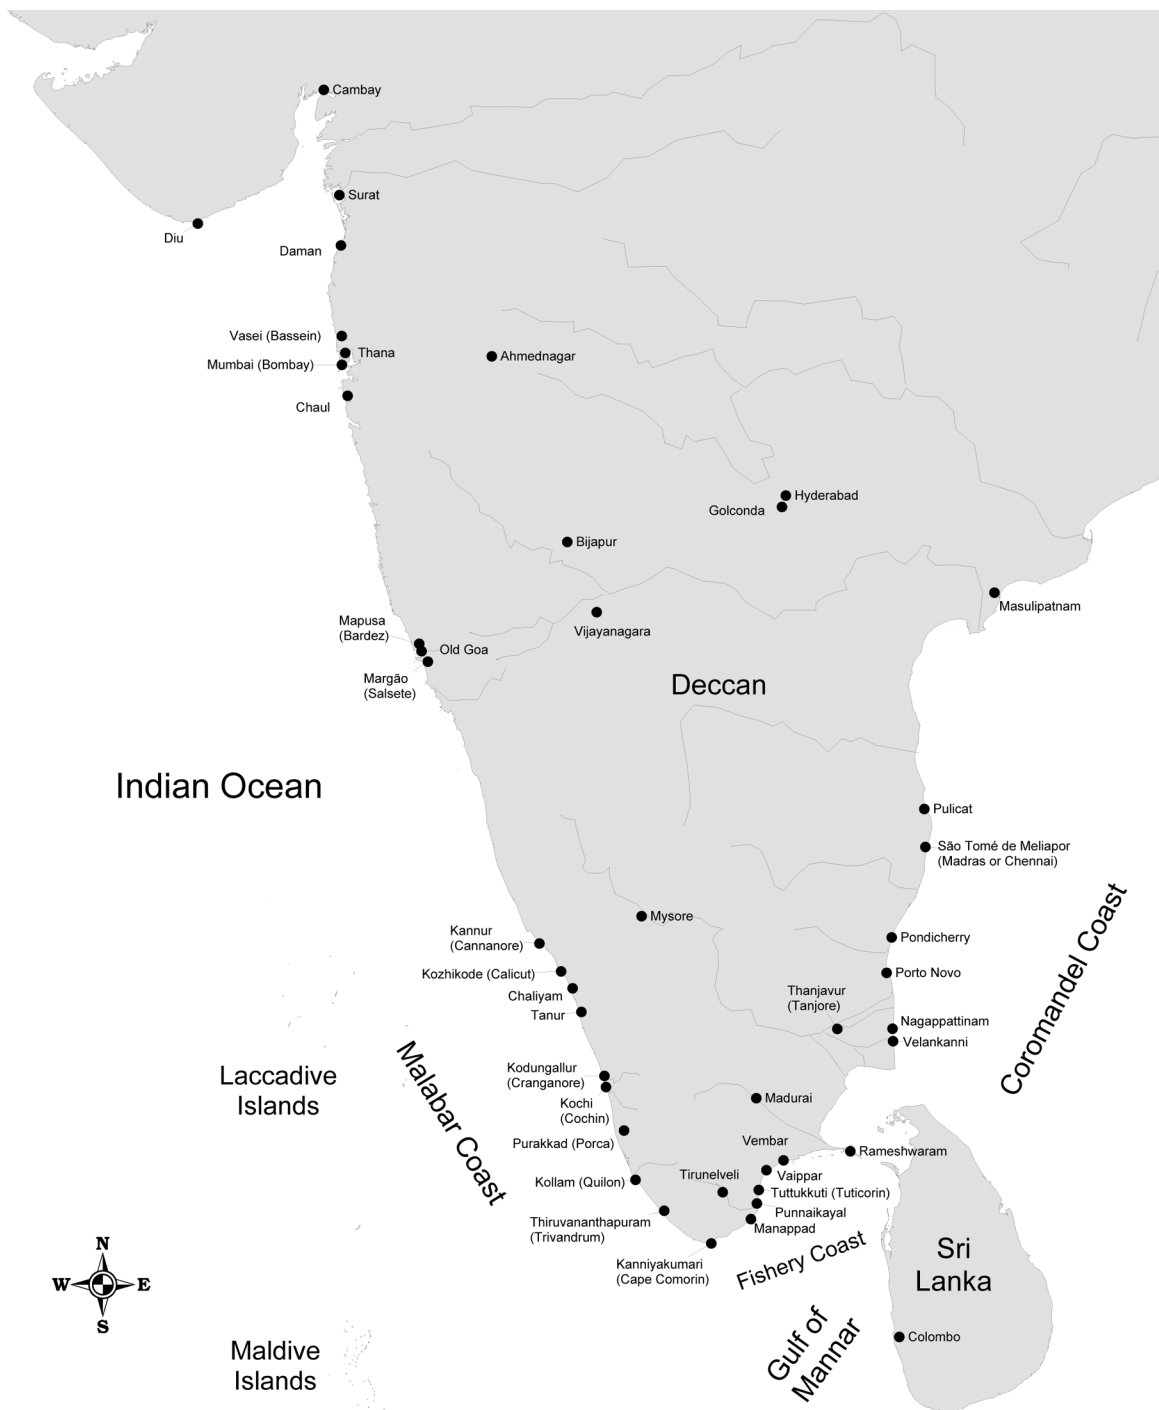 Cambay
Surat
Diu
Daman
Vasei (Bassein)
Thana
Mumbai (Bombay)
Ahmednagar
Chaul
Hyderabad
Golconda
Bijapur
Masulipatnam
Mapusa
(Bardez)
Vijayanagara
Old Goa
Margão
(Salsete)
Deccan
Indian Ocean
Pulicat
São Tomé de Meliapor
(Madras or Chennai)
Mysore
Kannur
(Cannanore)
Pondicherry
Kozhikode (Calicut)
Porto Novo
Chaliyam
Thanjavur
(Tanjore)
Tanur
Nagappattinam
Velankanni
Coromandel Coast
Laccadive
Islands
Malabar Coast
Kodungallur
(Cranganore)
Kochi
(Cochin)
Madurai
Purakkad (Porca)
Vembar
Rameshwaram
Kollam (Quilon)
Tirunelveli
Vaippar
Tuttukkuti (Tuticorin)
Punnaikayal
Manappad
Thiruvananthapuram
(Trivandrum)
Kanniyakumari
(Cape Comorin)
Fishery Coast
Sri
Lanka
N
W
E
S
Gulf of
Mannar
Colombo
Maldive
Islands